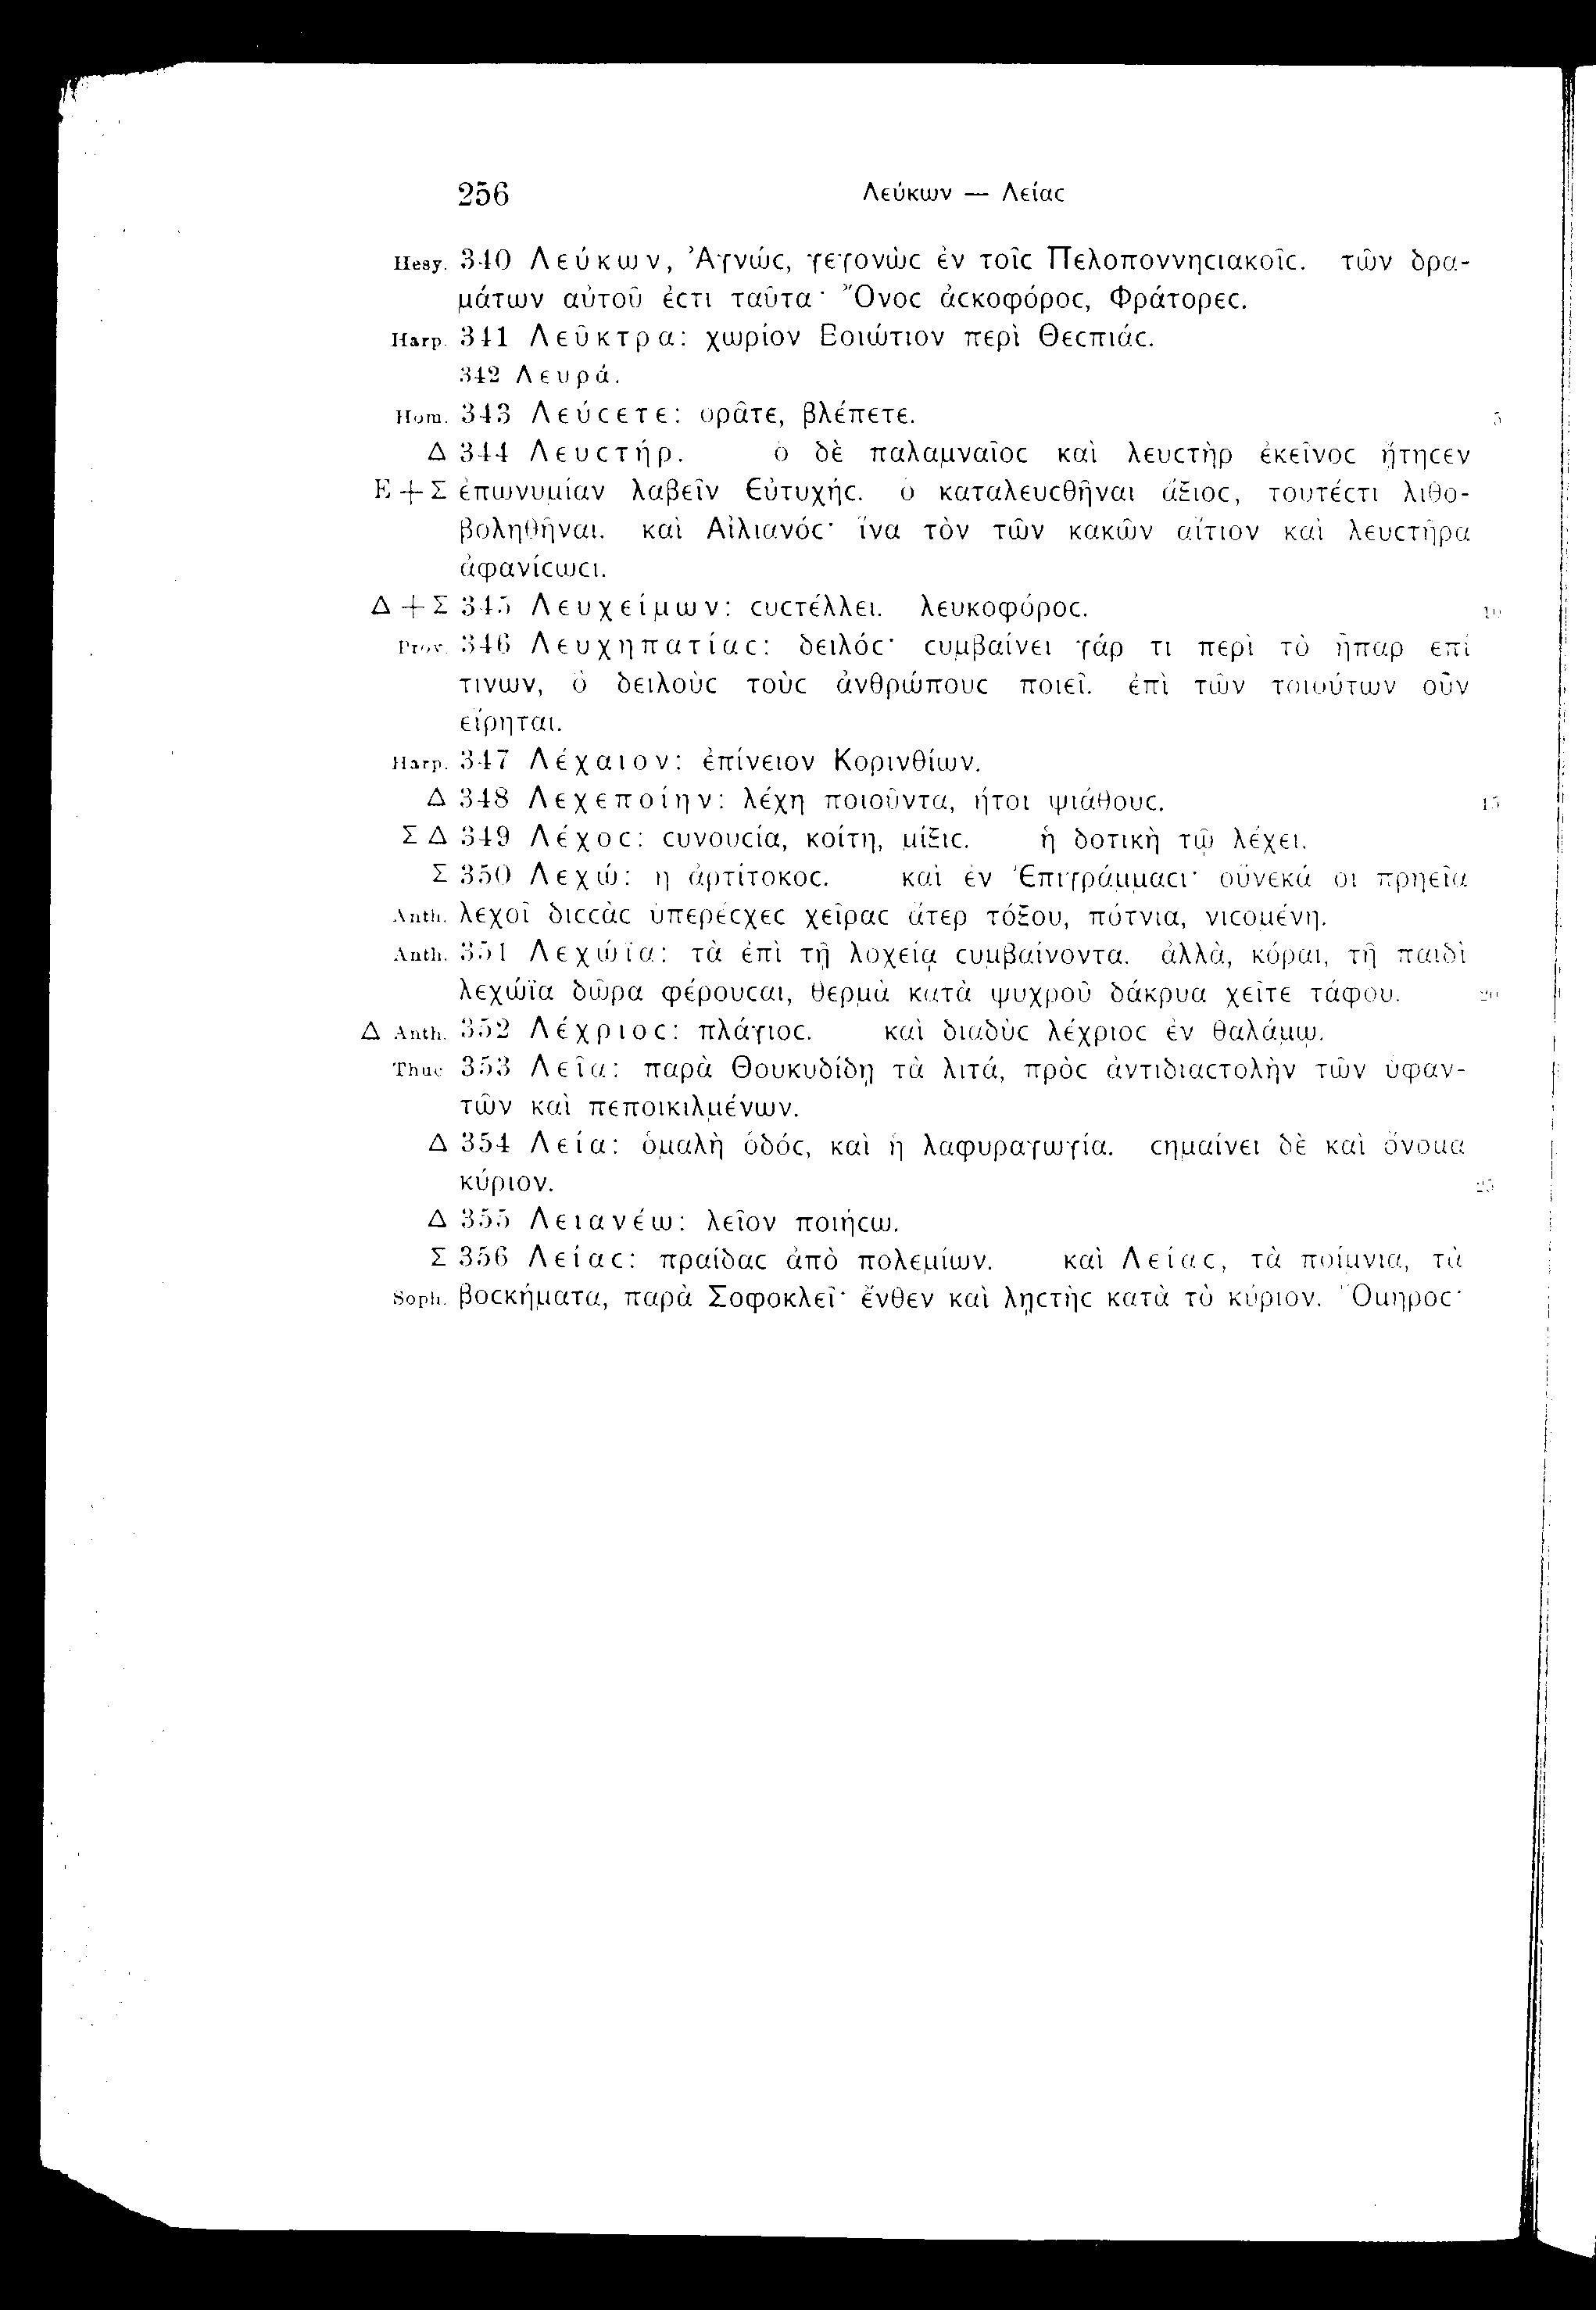 256 Λεύκων — Λείαϲ
Hesy. 340 Λεύκων, Ἀγνώϲ, γεγονὼϲ ἐν τοῖϲ Πελοποννηϲιακοῖϲ. τῶν δρα-
μάτων αὐτοῦ ἐϲτι ταῦτα· Ὄνοϲ ἀϲκοφόροϲ, Φράτορεϲ.
Harp. 341 Λεῦκτρα: χωρίον Βοιώτιον περὶ Θεϲπιάϲ.
342 Λευρά.
Hom. 343 Λεύϲετε: ὁρᾶτε, βλέπετε. 5
Δ 344 Λευϲτήρ. ὁ δὲ παλαμναῖοϲ καὶ λευϲτὴρ ἐκεῖνοϲ ᾔτηϲεν
E + Σ ἐπωνυμίαν λαβεῖν Εὐτυχήϲ. ὁ καταλευϲθῆναι ἄξιοϲ, τουτέϲτι λιθο-
βοληθῆναι. καὶ Αἰλιανόϲ· ἵνα τὸν τῶν κακῶν αἴτιον καὶ λευϲτῆρα
ἀφανίϲωϲι.
Δ + Σ 345 Λευχείμων: ϲυϲτέλλει. λευκοφόροϲ. 10
Prov. 346 Λευχηπατίαϲ: δειλόϲ· ϲυμβαίνει γάρ τι περὶ τὸ ἧπαρ ἐπί
τινων, ὃ δειλοὺϲ τοὺϲ ἀνθρώπουϲ ποιεῖ. ἐπὶ τῶν τοιούτων οὖν
εἴρηται.
Harp. 347 Λέχαιον: ἐπίνειον Κορινθίων.
Δ 348 Λεχεποίην: λέχη ποιοῦντα, ἤτοι ψιάθουϲ. 15
Σ Δ 349 Λέχοϲ: ϲυνουϲία, κοίτη, μίξιϲ. ἡ δοτικὴ τῷ λέχει.
Σ 350 Λεχώ: ἡ ἀρτίτοκοϲ. καὶ ἐν Ἐπιγράμμαϲι· οὕνεκά οἱ πρηεῖα
Anth. λεχοῖ διϲϲὰϲ ὑπερέϲχεϲ χεῖραϲ ἄτερ τόξου, πότνια, νιϲομένη.
Anth. 351 Λεχώϊα: τὰ ἐπὶ τῇ λοχείᾳ ϲυμβαίνοντα. ἀλλὰ, κόραι, τῇ παιδὶ
λεχώϊα δῶρα φέρουϲαι, θερμὰ κατὰ ψυχροῦ δάκρυα χεῖτε τάφου. 20
Δ Anth. 352 Λέχριοϲ: πλάγιοϲ. καὶ διαδὺϲ λέχριοϲ ἐν θαλάμῳ.
Thuc 353 Λεῖα: παρὰ Θουκυδίδῃ τὰ λιτά, πρὸϲ ἀντιδιαϲτολὴν τῶν ὑφαν-
τῶν καὶ πεποικιλμένων.
Δ 354 Λεία: ὁμαλὴ ὁδόϲ, καὶ ἡ λαφυραγωγία. ϲημαίνει δὲ καὶ ὄνομα
κύριον. 25
Δ 355 Λειανέω: λεῖον ποιήϲω.
Σ 356 Λείαϲ: πραίδαϲ ἀπὸ πολεμίων. καὶ Λείαϲ, τὰ ποίμνια, τὰ
Soph. βοϲκήματα, παρὰ Σοφοκλεῖ· ἔνθεν καὶ λῃϲτὴϲ κατὰ τὸ κύριον. Ὅμηροϲ·